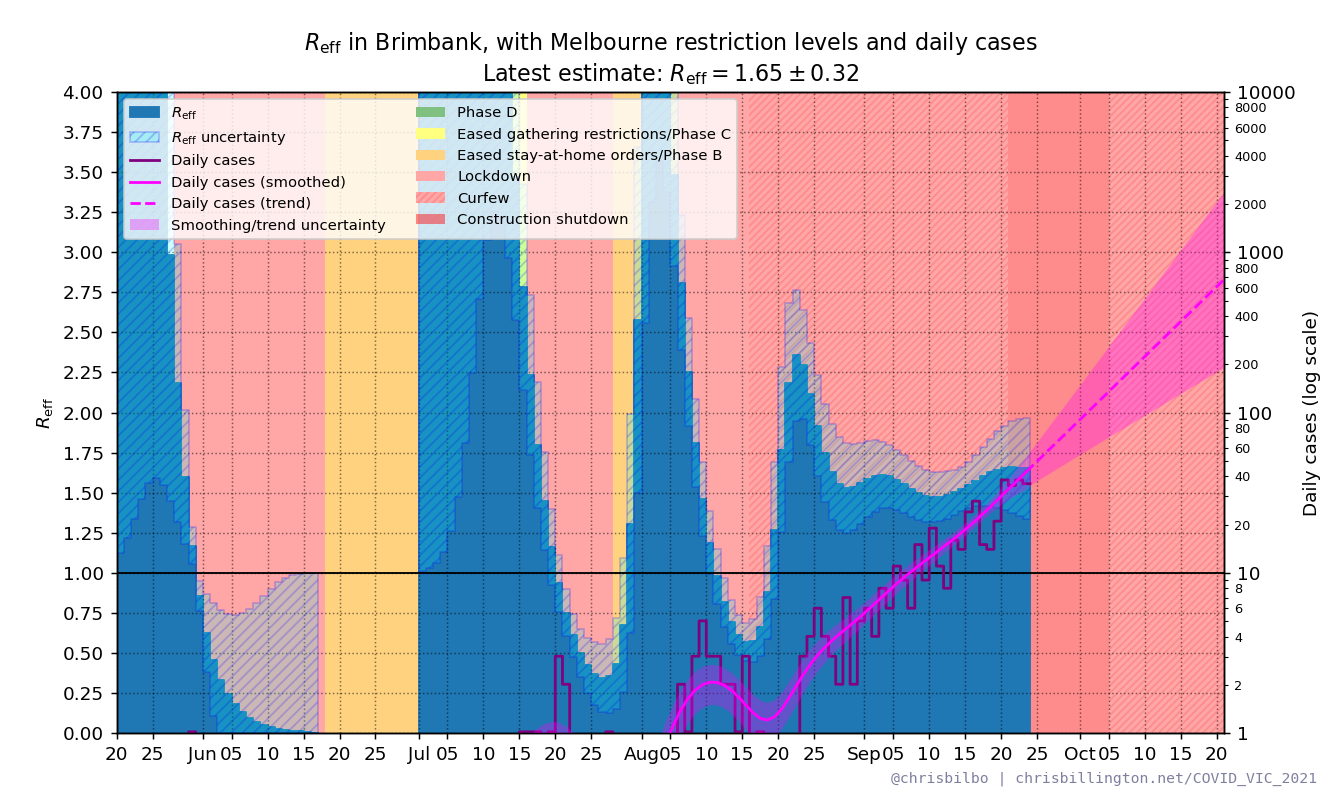 Reff in Brimbank, with Melbourne restriction levels and daily cases
Latest estimate: Reff = 1.65 ± 0.32
Reff
Reff uncertainty
Daily cases
Daily cases (smoothed)
Daily cases (trend)
Smoothing/trend uncertainty
Phase D
Eased gathering restrictions/Phase C
Eased stay-at-home orders/Phase B
Lockdown
Curfew
Construction shutdown
Reff
4.00
3.75
3.50
3.25
3.00
2.75
2.50
2.25
2.00
1.75
1.50
1.25
1.00
0.75
0.50
0.25
0.00
10000
8000
6000
4000
2000
1000
800
600
400
200
100
80
60
40
20
10
8
6
4
2
1
Daily cases (log scale)
20 25 Jun 05 10 15 20 25 Jul 05 10 15 20 25 Aug 05 10 15 20 25 Sep 05 10 15 20 25 Oct 05 10 15 20
@chrisbilbo | chrisbillington.net/COVID_VIC_2021